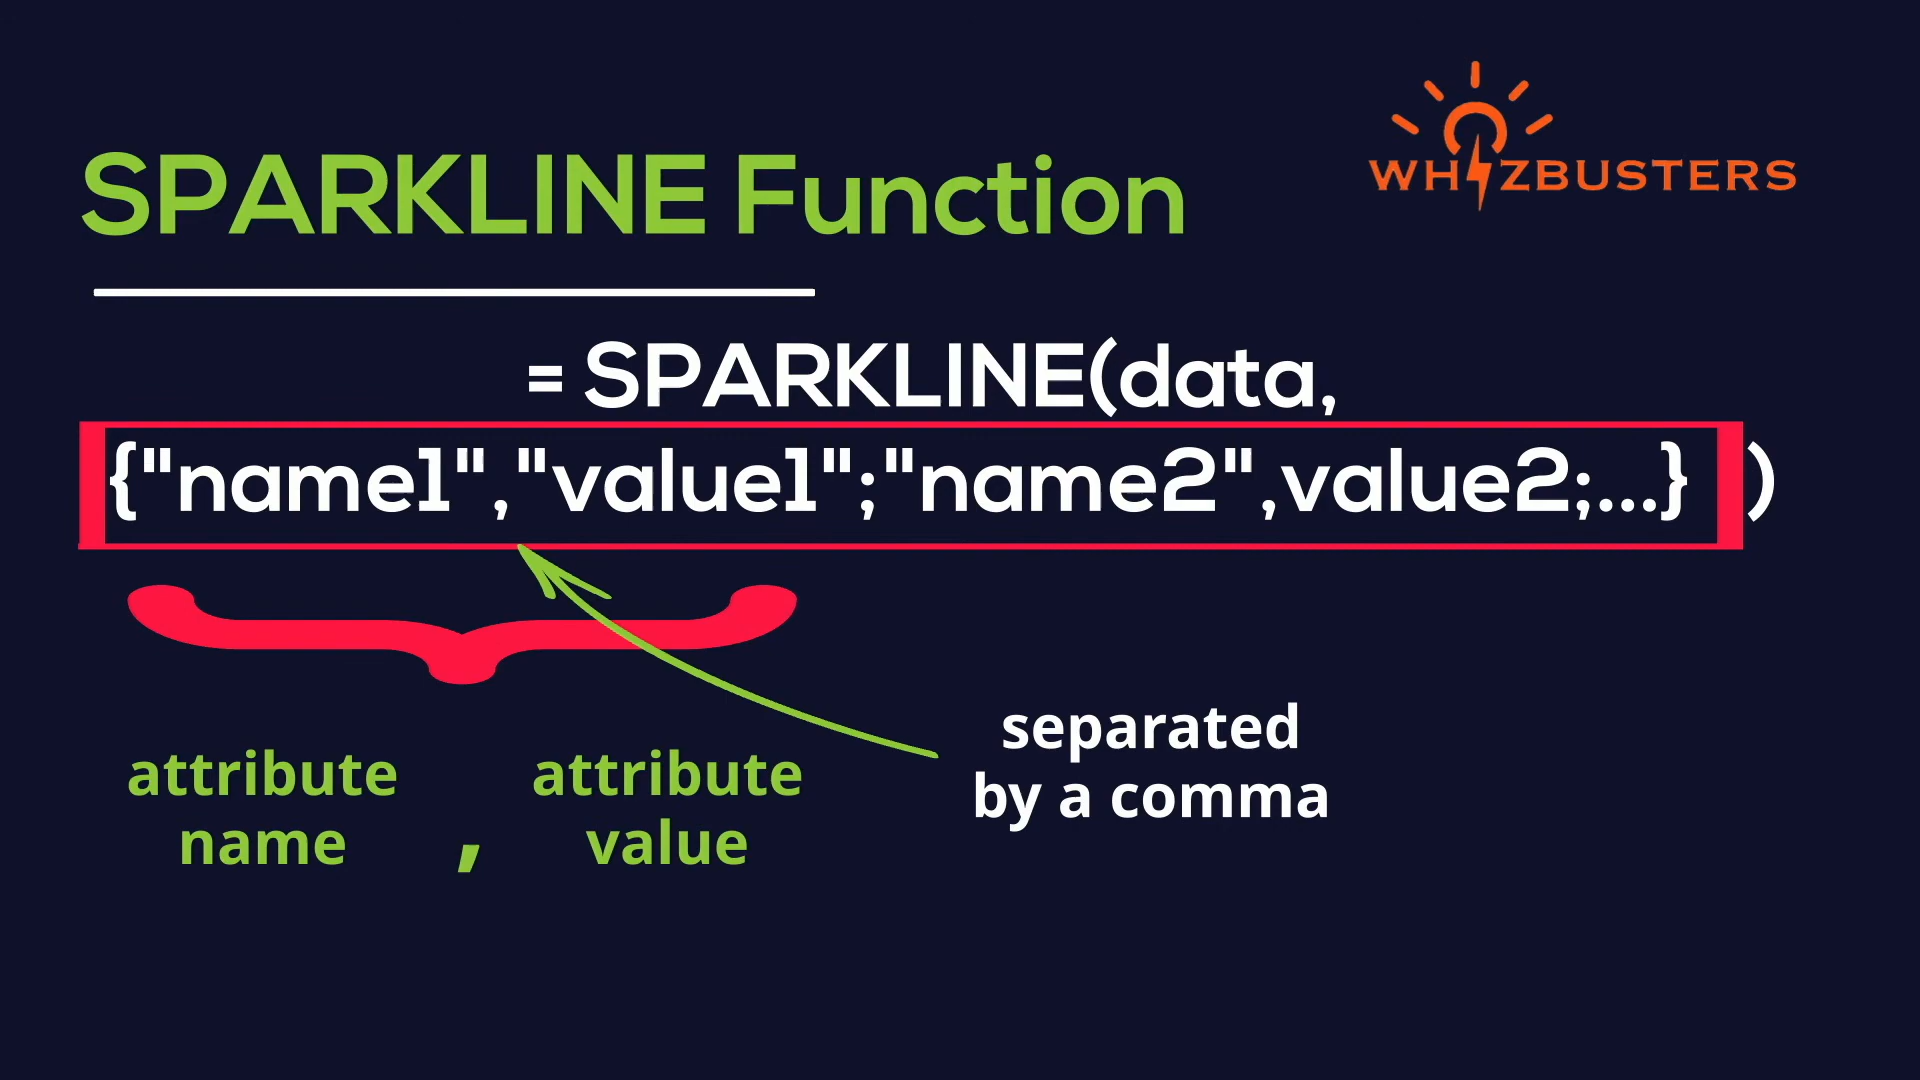 WHIZBUSTERS
SPARKLINE Function
= SPARKLINE(data,
{"name1","value1";"name2",value2;...} )
attribute
name
,
attribute
value
separated
by a comma